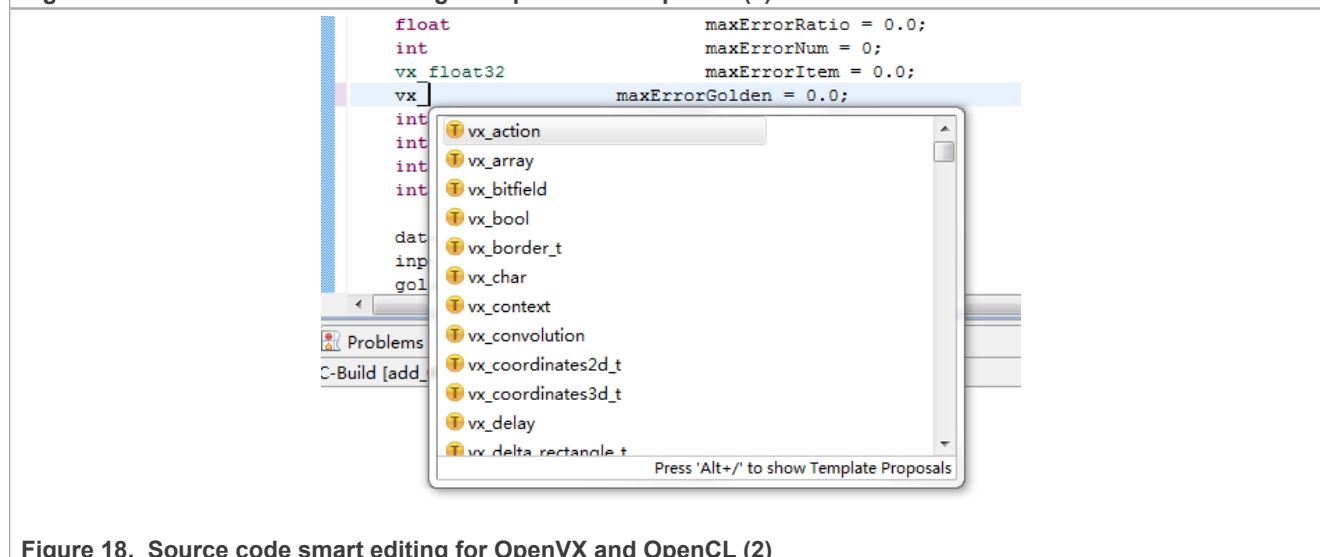 float maxErrorRatio = 0.0;
int maxErrorNum = 0;
vx_float32 maxErrorItem = 0.0;
vx_ maxErrorGolden = 0.0;
int
int
int
int
dat
inp
gol
vx_action
vx_array
vx_bitfield
vx_bool
vx_border_t
vx_char
vx_context
vx_convolution
vx_coordinates2d_t
vx_coordinates3d_t
vx_delay
vx_delta_rectangle_t
Press 'Alt+/' to show Template Proposals
Problems
C-Build [add_
Figure 18. Source code smart editing for OpenVX and OpenCL (2)